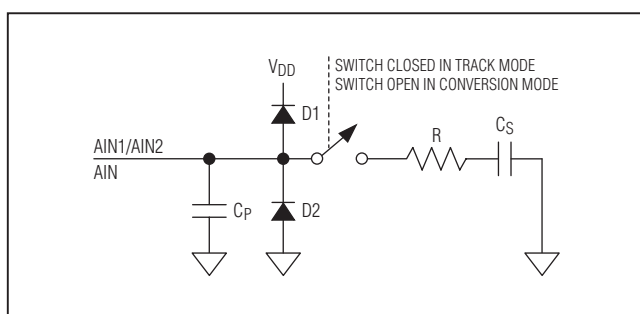 SWITCH CLOSED IN TRACK MODE
SWITCH OPEN IN CONVERSION MODE
VDD
D1
AIN1/AIN2
AIN
R
CS
CP
D2